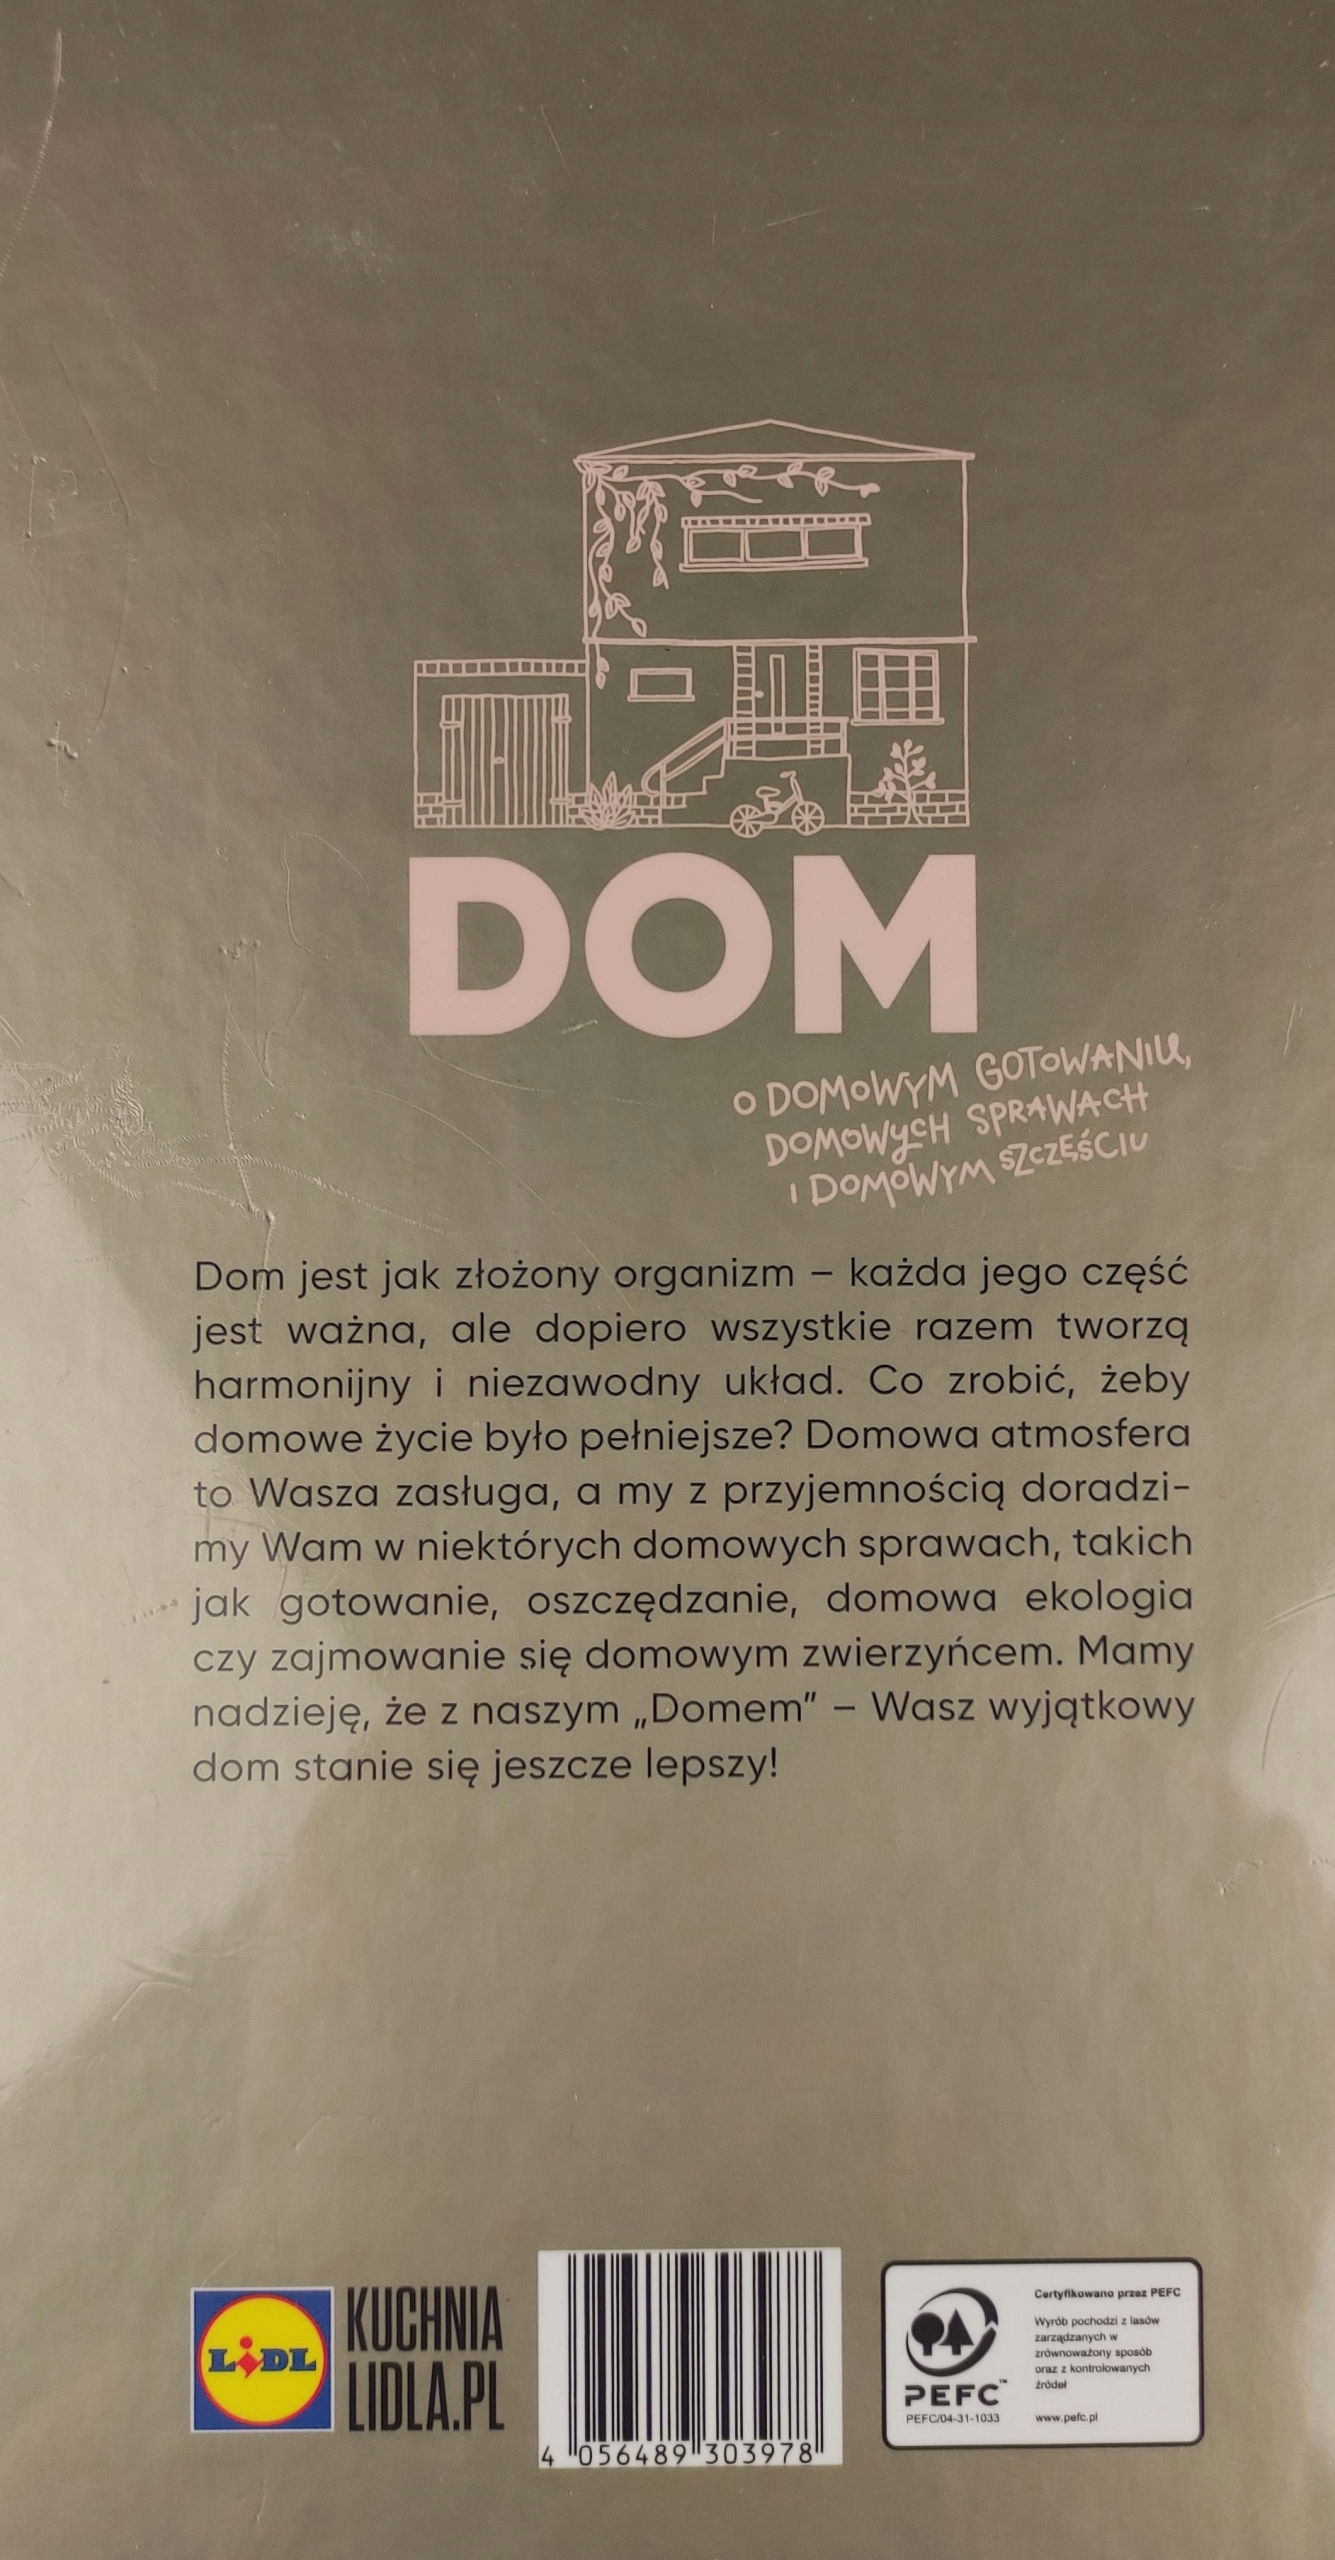 DOM
O DOMOWYM GOTOWANIU,
DOMOWYCH SPRAWACH
I DOMOWYM SZCZĘŚCIU
Dom jest jak złożony organizm – każda jego część
jest ważna, ale dopiero wszystkie razem tworzą
harmonijny i niezawodny układ. Co zrobić, żeby
domowe życie było pełniejsze? Domowa atmosfera
to Wasza zasługa, a my z przyjemnością doradzi-
my Wam w niektórych domowych sprawach, takich
jak gotowanie, oszczędzanie, domowa ekologia
czy zajmowanie się domowym zwierzyńcem. Mamy
nadzieję, że z naszym „Domem” – Wasz wyjątkowy
dom stanie się jeszcze lepszy!
LIDL
KUCHNIA
LIDLA.PL
4 056489 303978
PEFC™
PEFC/04-31-1033
Certyfikowano przez PEFC
Wyrób pochodzi z lasów
zarządzanych w
zrównoważony sposób
oraz z kontrolowanych
źródeł
www.pefc.pl